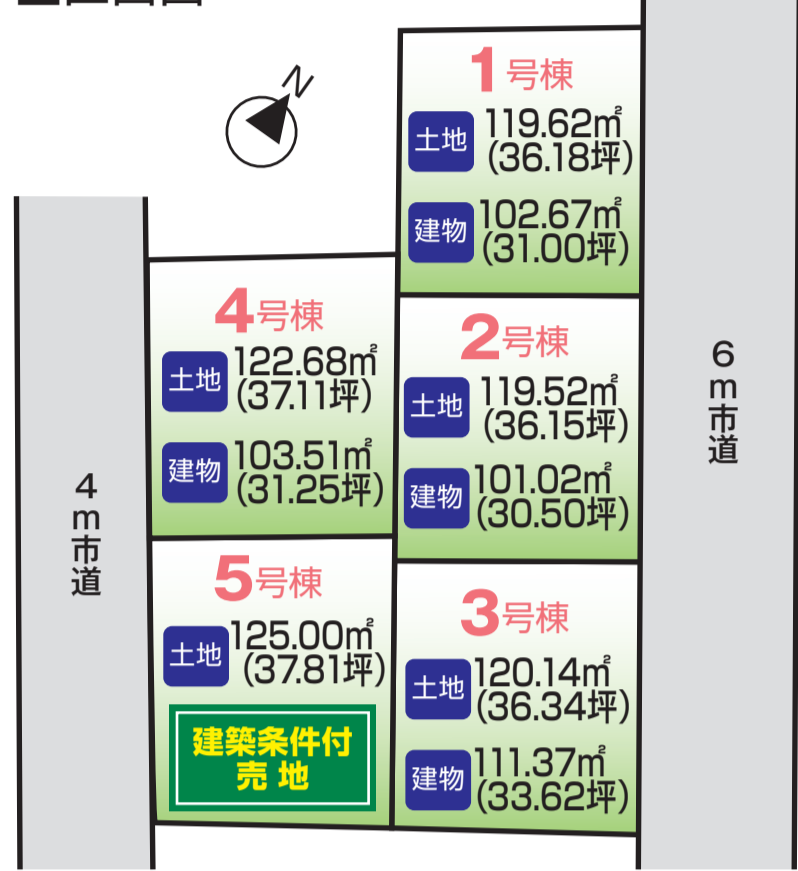 N
1号棟
土地 119.62㎡
(36.18坪)
建物 102.67㎡
(31.00坪)
4号棟
土地 122.68㎡
(37.11坪)
建物 103.51㎡
(31.25坪)
2号棟
土地 119.52㎡
(36.15坪)
建物 101.02㎡
(30.50坪)
5号棟
土地 125.00㎡
(37.81坪)
建築条件付
売地
3号棟
土地 120.14㎡
(36.34坪)
建物 111.37㎡
(33.62坪)
4m市道
6m市道